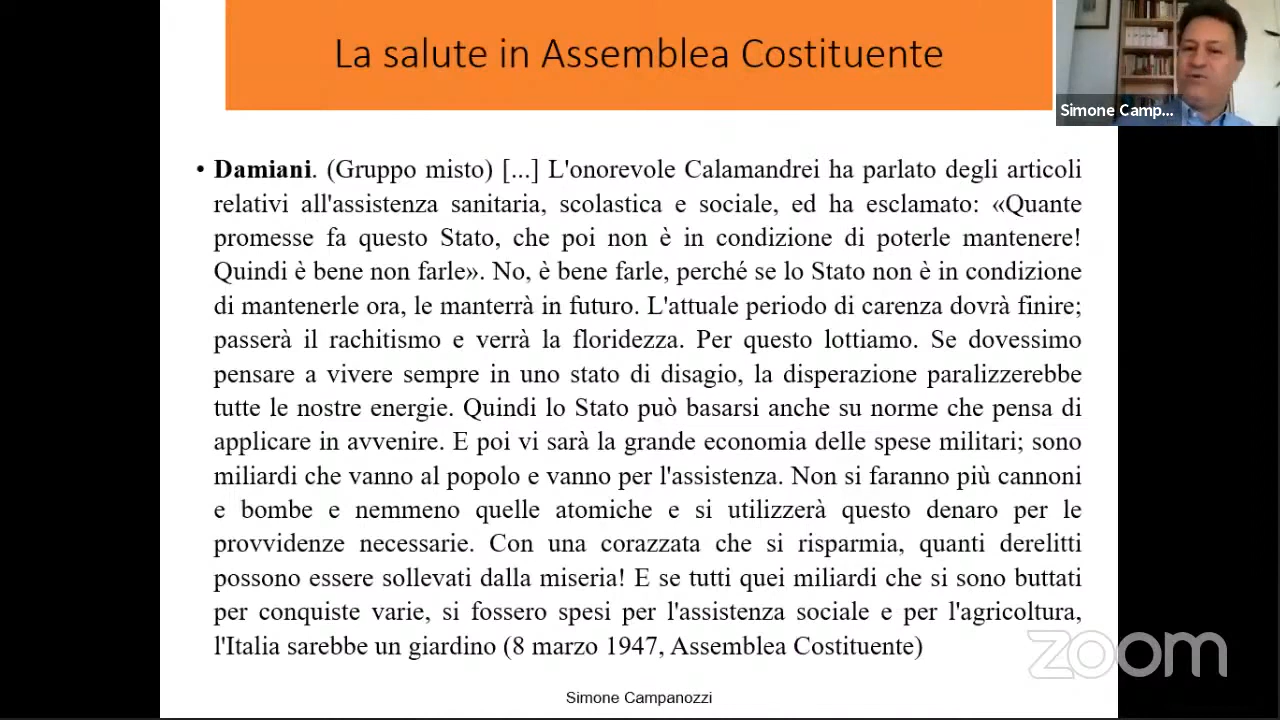 La salute in Assemblea Costituente
Simone Camp...
• Damiani. (Gruppo misto) [...] L'onorevole Calamandrei ha parlato degli articoli
relativi all'assistenza sanitaria, scolastica e sociale, ed ha esclamato: «Quante
promesse fa questo Stato, che poi non è in condizione di poterle mantenere!
Quindi è bene non farle». No, è bene farle, perché se lo Stato non è in condizione
di mantenerle ora, le manterrà in futuro. L'attuale periodo di carenza dovrà finire;
passerà il rachitismo e verrà la floridezza. Per questo lottiamo. Se dovessimo
pensare a vivere sempre in uno stato di disagio, la disperazione paralizzerebbe
tutte le nostre energie. Quindi lo Stato può basarsi anche su norme che pensa di
applicare in avvenire. E poi vi sarà la grande economia delle spese militari; sono
miliardi che vanno al popolo e vanno per l'assistenza. Non si faranno più cannoni
e bombe e nemmeno quelle atomiche e si utilizzerà questo denaro per le
provvidenze necessarie. Con una corazzata che si risparmia, quanti derelitti
possono essere sollevati dalla miseria! E se tutti quei miliardi che si sono buttati
per conquiste varie, si fossero spesi per l'assistenza sociale e per l'agricoltura,
l'Italia sarebbe un giardino (8 marzo 1947, Assemblea Costituente)
zoom
Simone Campanozzi